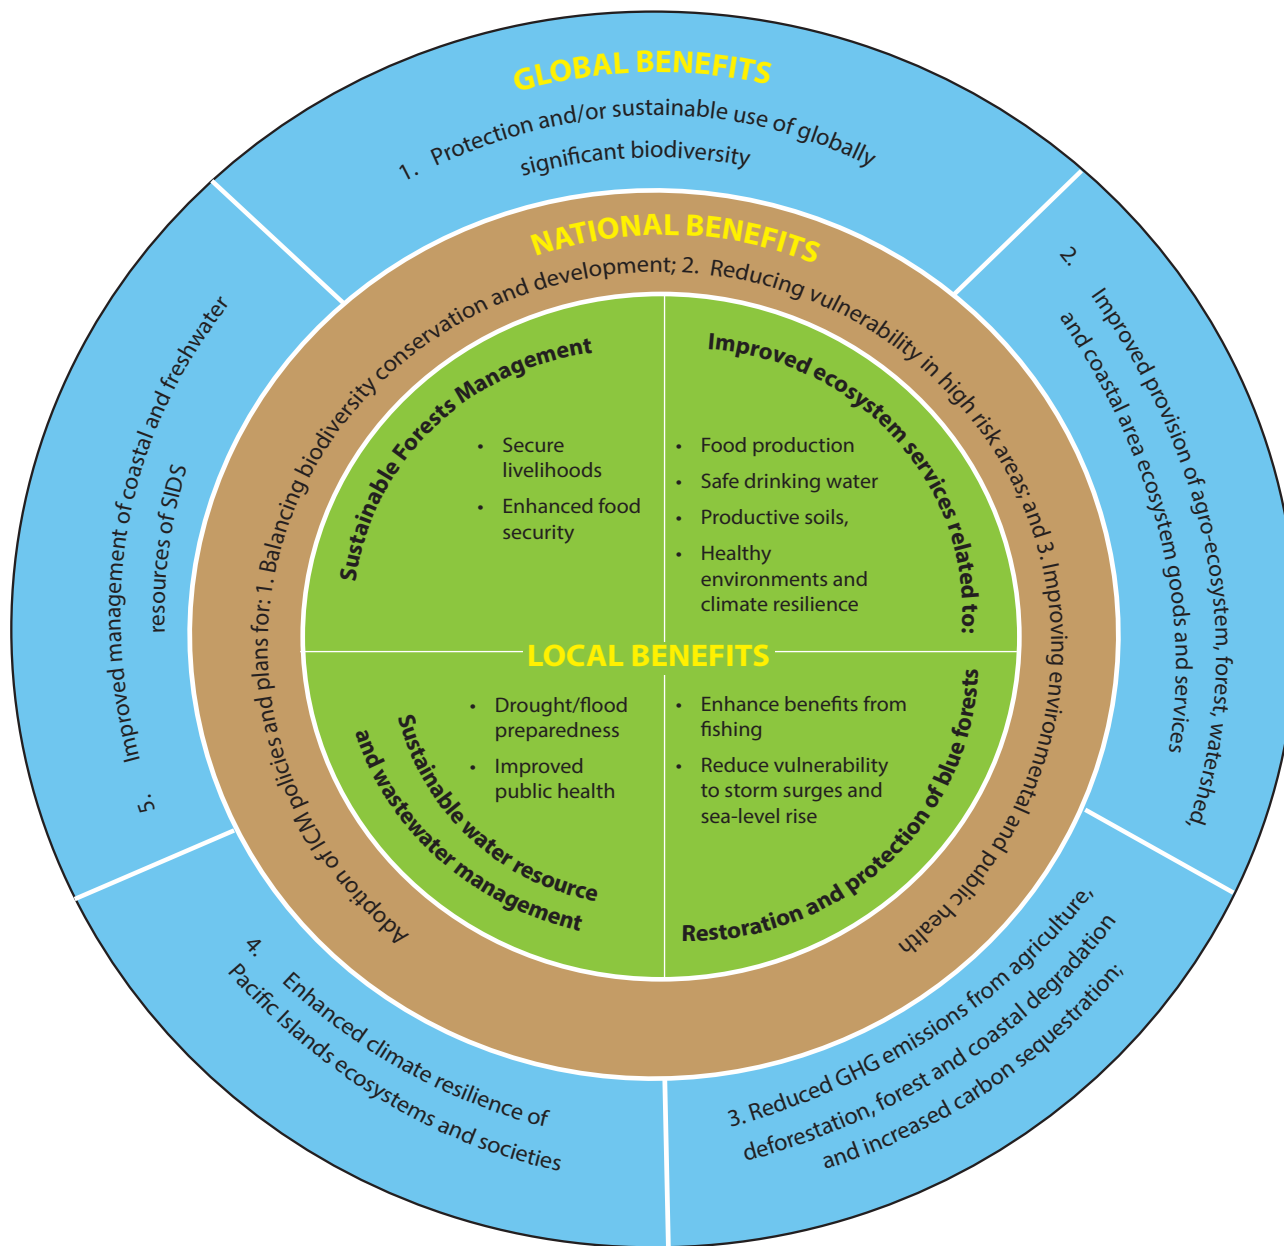 GLOBAL BENEFITS
1. Protection and/or sustainable use of globally
significant biodiversity
2. Improved provision of agro-ecosystem, forest, watershed,
and coastal area ecosystem goods and services
3. Reduced GHG emissions from agriculture,
deforestation, forest and coastal degradation
and increased carbon sequestration;
4. Enhanced climate resilience of
Pacific Islands ecosystems and societies
5. Improved management of coastal and freshwater
resources of SIDS
NATIONAL BENEFITS
Adoption of ICM policies and plans for: 1. Balancing biodiversity conservation and development; 2. Reducing vulnerability in high risk areas; and 3. Improving environmental and public health
LOCAL BENEFITS
Sustainable Forests Management
• Secure
livelihoods
• Enhanced food
security
Improved ecosystem services related to:
• Food production
• Safe drinking water
• Productive soils,
• Healthy
environments and
climate resilience
Sustainable water resource
and wastewater management
• Drought/flood
preparedness
• Improved
public health
Restoration and protection of blue forests
• Enhance benefits from
fishing
• Reduce vulnerability
to storm surges and
sea-level rise